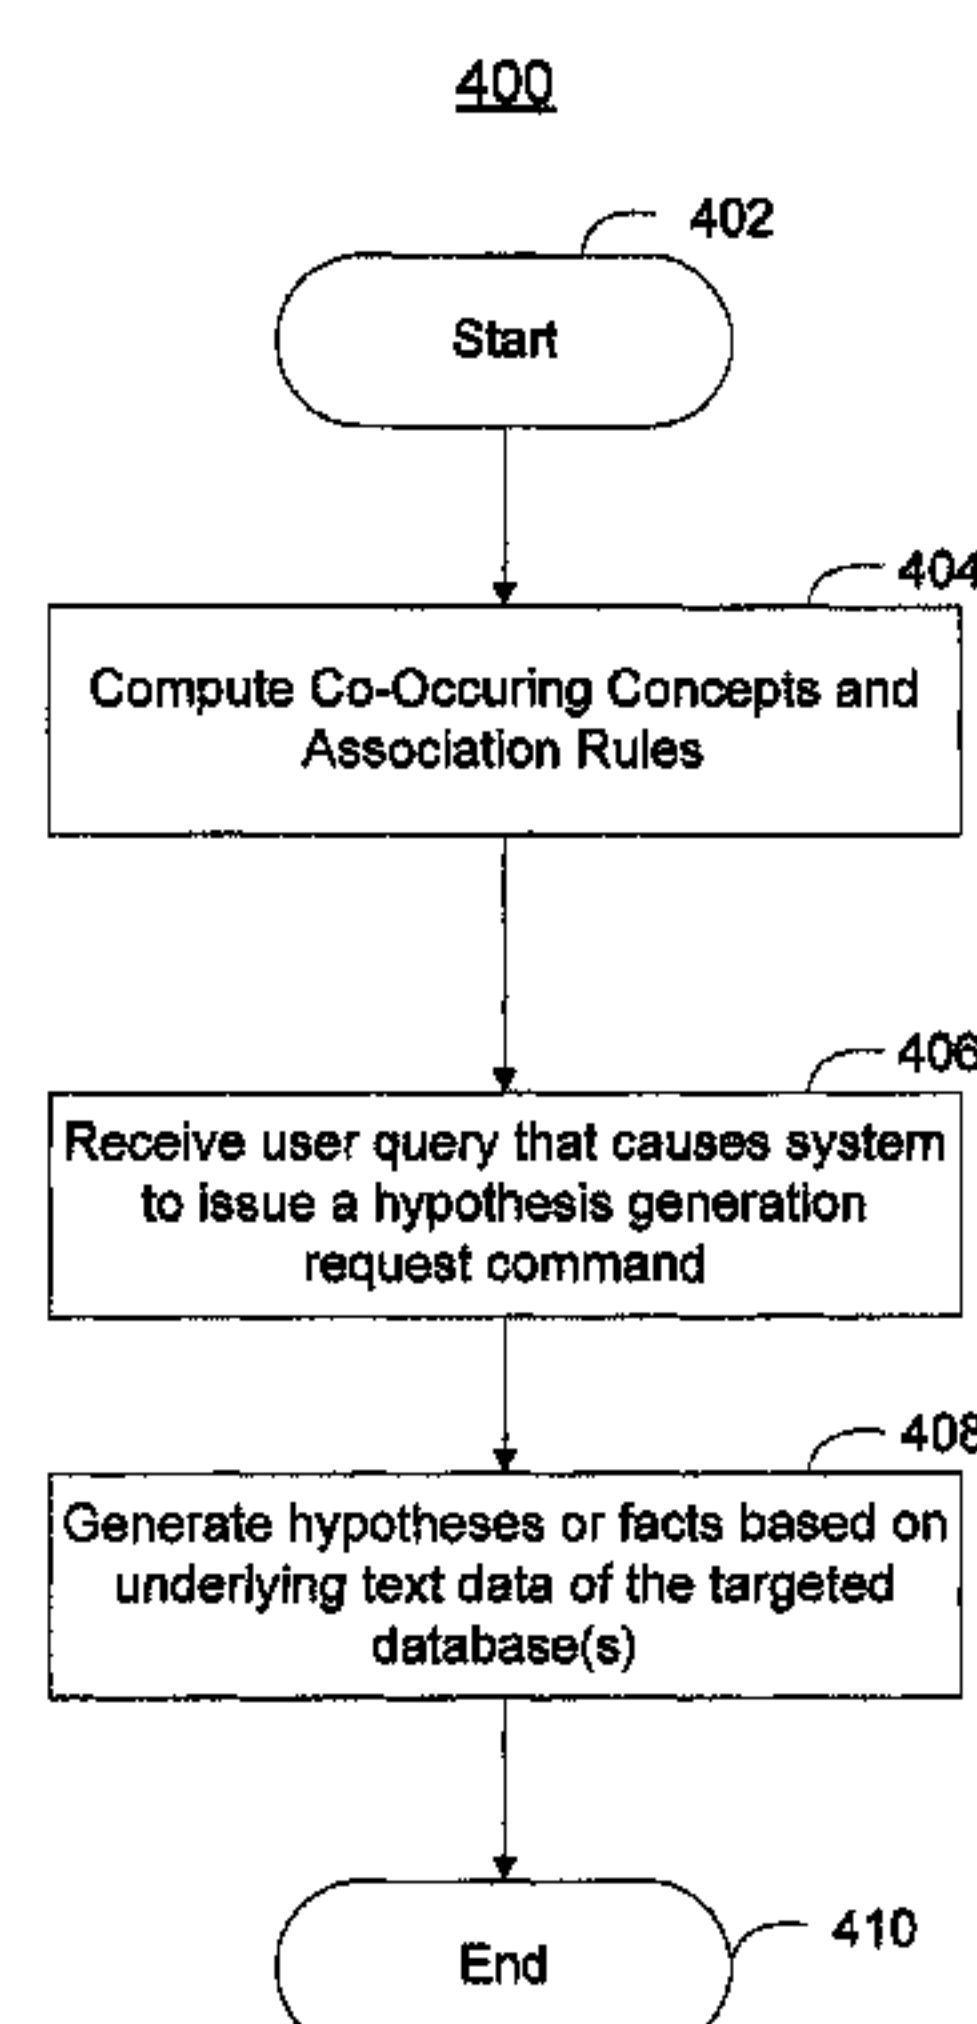 400
402
Start
404
Compute Co-Occuring Concepts and
Association Rules
406
Receive user query that causes system
to issue a hypothesis generation
request command
408
Generate hypotheses or facts based on
underlying text data of the targeted
database(s)
410
End